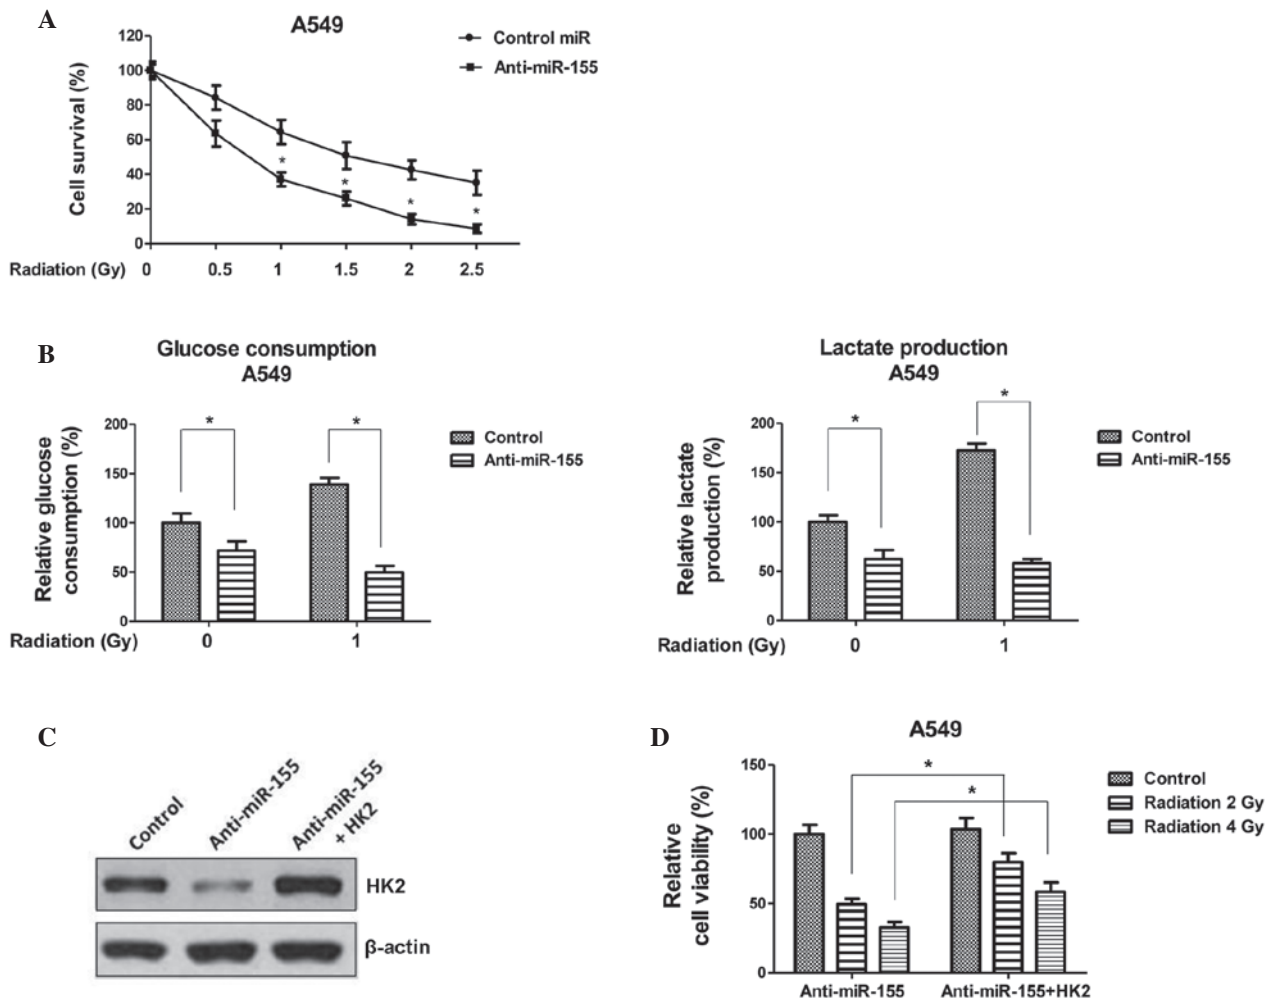 A
A549
Control miR
Anti-miR-155
Cell survival (%)
120
100
80
60
40
20
0
*
*
*
*
Radiation (Gy) 0 0.5 1 1.5 2 2.5
B
Glucose consumption
A549
Relative glucose
consumption (%)
200
150
100
50
0
*
*
Control
Anti-miR-155
Radiation (Gy) 0 1
Lactate production
A549
Relative lactate
production (%)
200
150
100
50
0
*
*
Control
Anti-miR-155
Radiation (Gy) 0 1
C
Control
Anti-miR-155
Anti-miR-155
+ HK2
HK2
β-actin
D
A549
Relative
cell viability (%)
150
100
50
0
*
*
Control
Radiation 2 Gy
Radiation 4 Gy
Anti-miR-155 Anti-miR-155+HK2